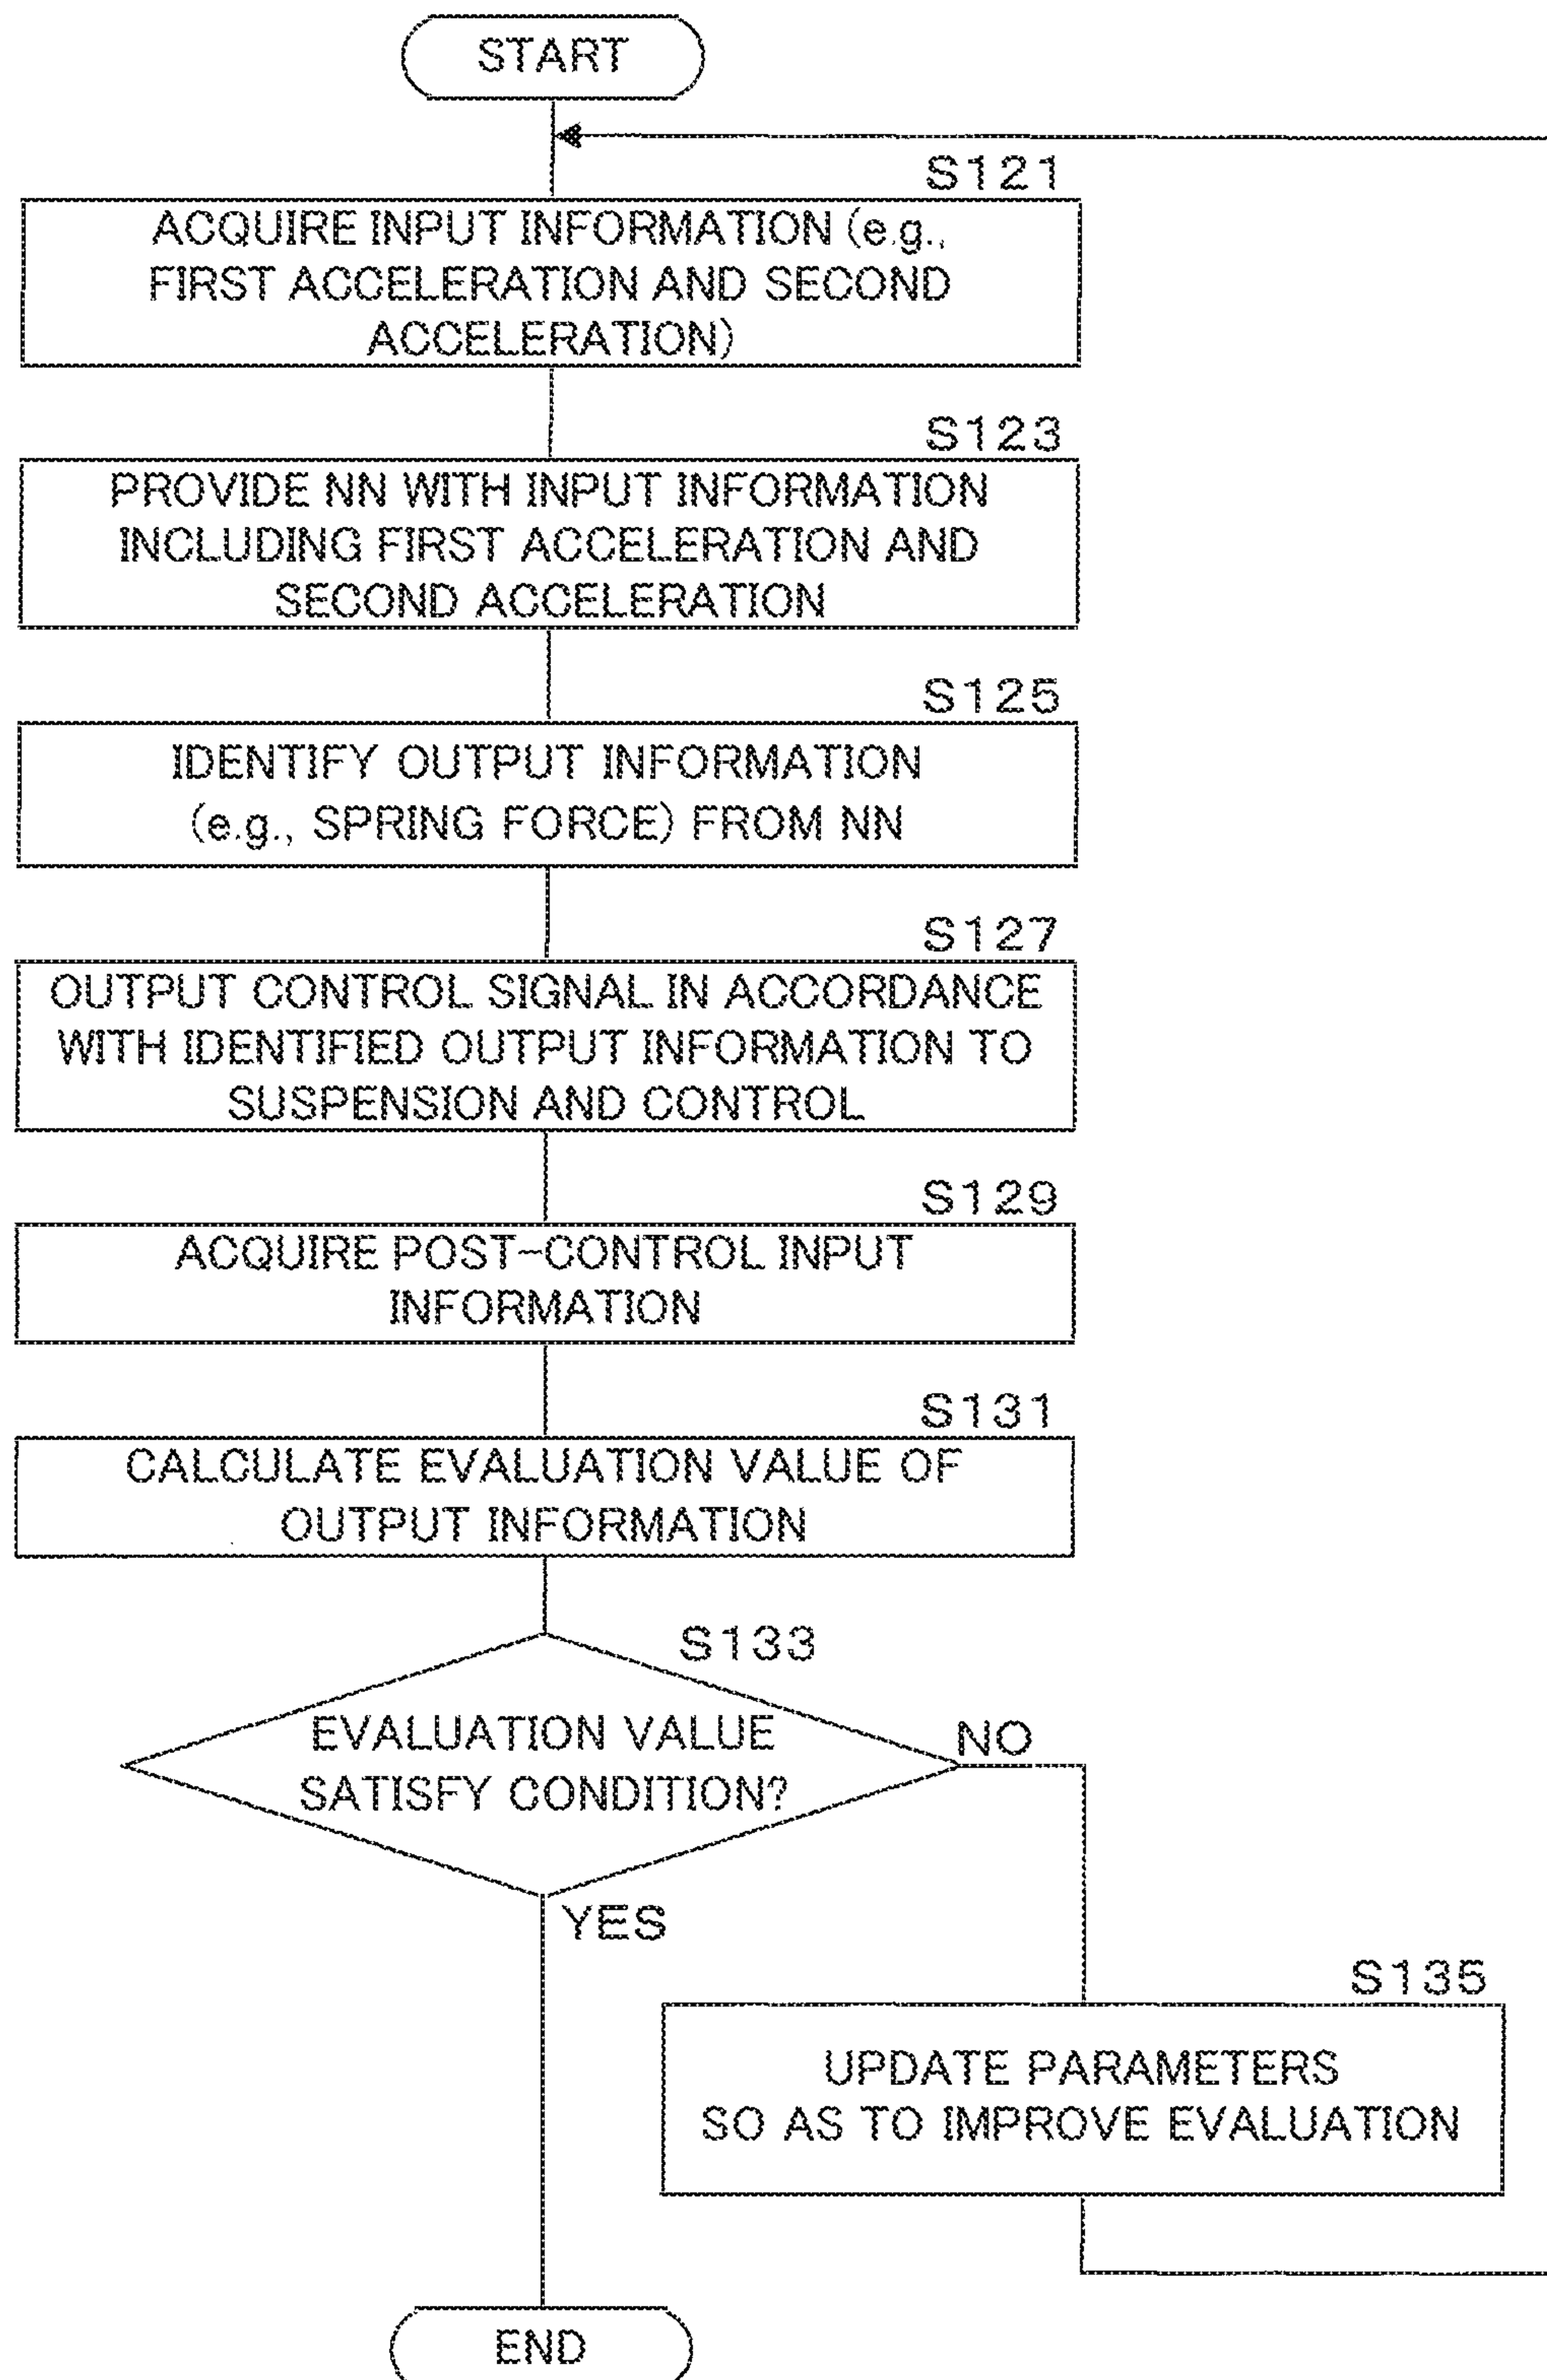 START
S121
ACQUIRE INPUT INFORMATION (e.g.,
FIRST ACCELERATION AND SECOND
ACCELERATION)
S123
PROVIDE NN WITH INPUT INFORMATION
INCLUDING FIRST ACCELERATION AND
SECOND ACCELERATION
S125
IDENTIFY OUTPUT INFORMATION
(e.g., SPRING FORCE) FROM NN
S127
OUTPUT CONTROL SIGNAL IN ACCORDANCE
WITH IDENTIFIED OUTPUT INFORMATION TO
SUSPENSION AND CONTROL
S129
ACQUIRE POST-CONTROL INPUT
INFORMATION
S131
CALCULATE EVALUATION VALUE OF
OUTPUT INFORMATION
S133
EVALUATION VALUE
SATISFY CONDITION?
NO
YES
S135
UPDATE PARAMETERS
SO AS TO IMPROVE EVALUATION
END